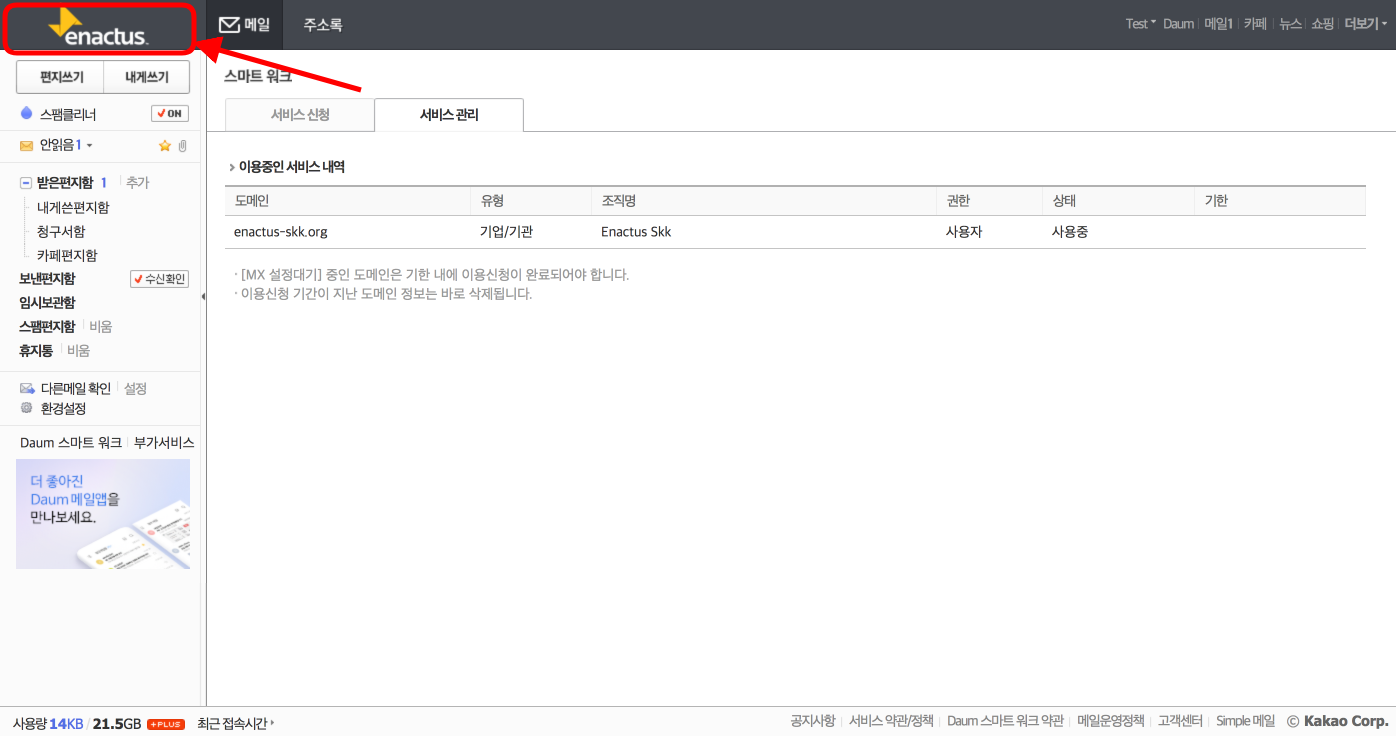 enactus.
메일
주소록
Test
Daum
메일1
카페
뉴스
쇼핑
더보기
편지쓰기
내게쓰기
스팸클리너
ON
안읽음 1
받은편지함 1 추가
내게쓴편지함
청구서함
카페편지함
보낸편지함 수신확인
임시보관함
스팸편지함 비움
휴지통 비움
다른메일 확인 설정
환경설정
Daum 스마트 워크 부가서비스
더 좋아진
Daum 메일앱을
만나보세요.
스마트 워크
서비스 신청
서비스 관리
이용중인 서비스 내역
도메인 유형 조직명 권한 상태 기한
enactus-skk.org 기업/기관 Enactus Skk 사용자 사용중
· [MX 설정대기] 중인 도메인은 기한 내에 이용신청이 완료되어야 합니다.
· 이용신청 기간이 지난 도메인 정보는 바로 삭제됩니다.
사용량 14KB / 21.5GB +PLUS 최근 접속시간
공지사항 서비스 약관/정책 Daum 스마트 워크 약관 메일운영정책 고객센터 Simple 메일 © Kakao Corp.